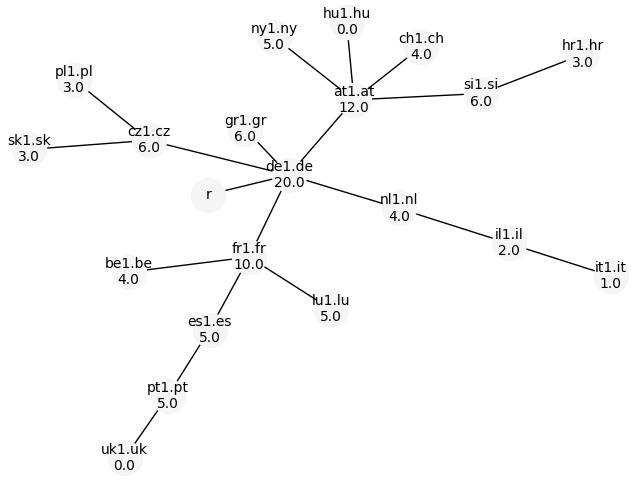 hu1.hu
0.0
ny1.ny
5.0
ch1.ch
4.0
hr1.hr
3.0
pl1.pl
3.0
at1.at
12.0
si1.si
6.0
gr1.gr
6.0
cz1.cz
6.0
sk1.sk
3.0
de1.de
20.0
r
nl1.nl
4.0
il1.il
2.0
fr1.fr
10.0
be1.be
4.0
it1.it
1.0
lu1.lu
5.0
es1.es
5.0
pt1.pt
5.0
uk1.uk
0.0